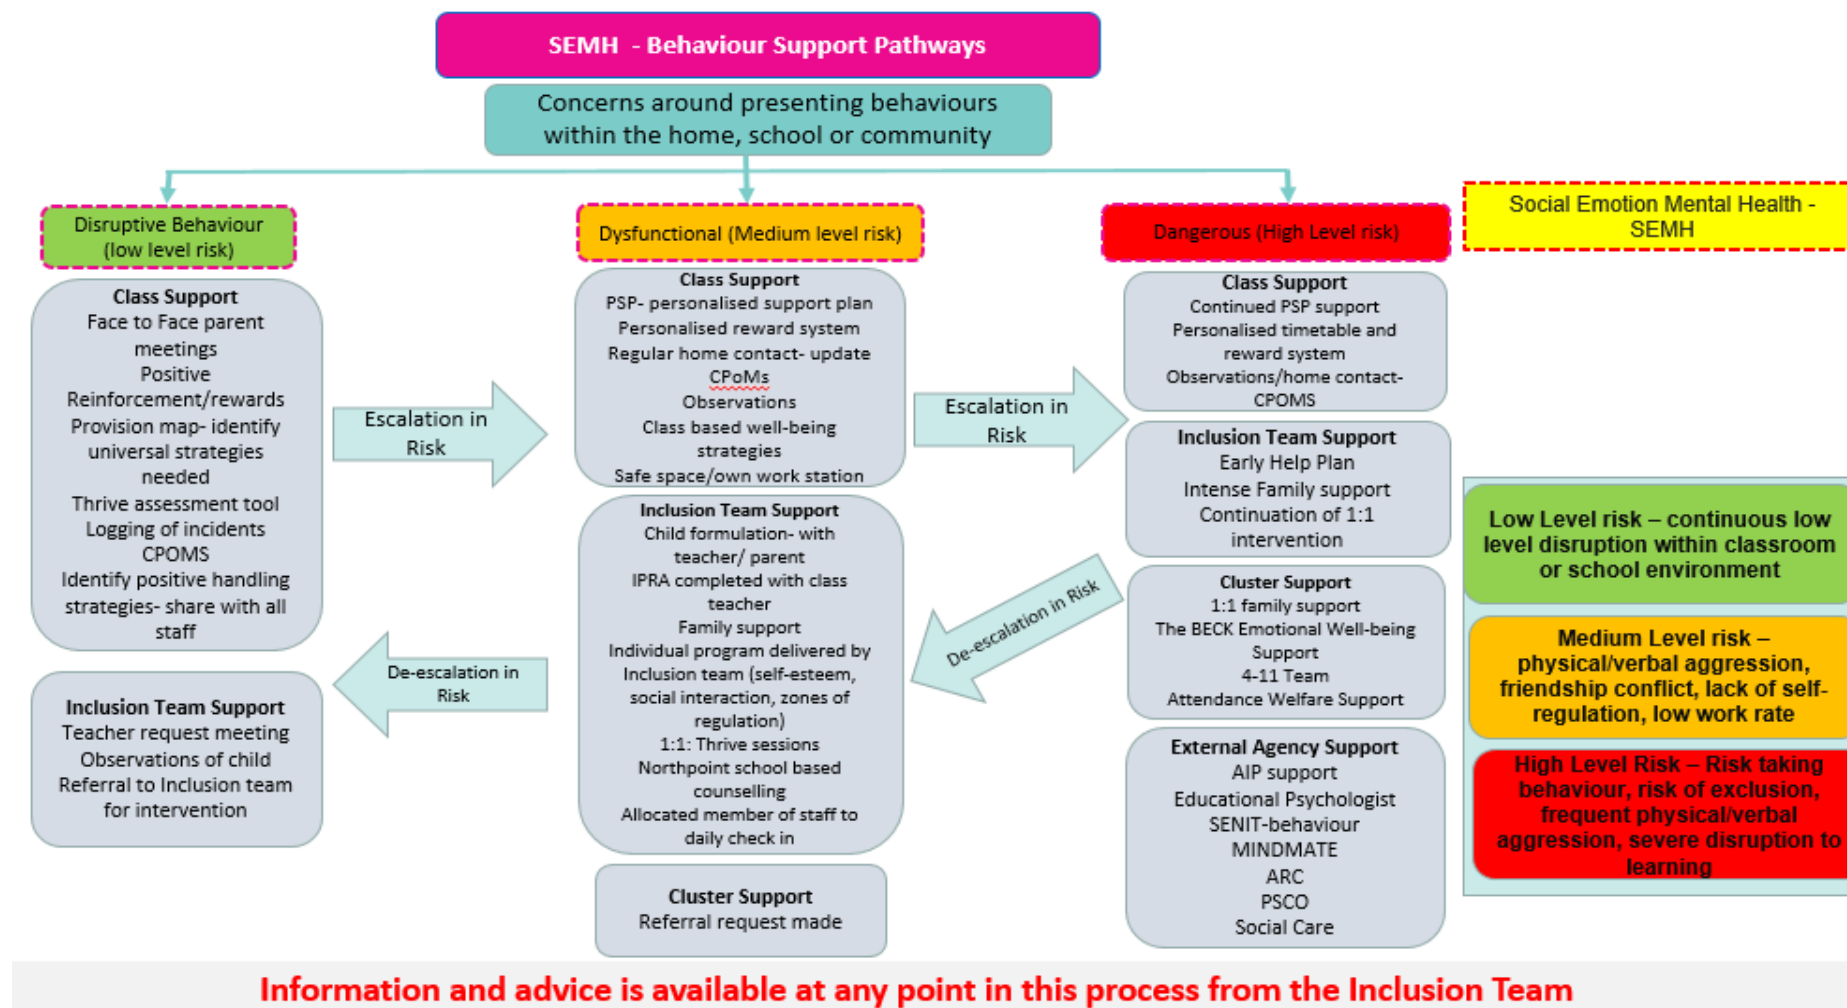 SEMH  - Behaviour Support Pathways
Concerns around presenting behaviours
within the home, school or community
Disruptive Behaviour
(low level risk)
Class Support
Face to Face parent
meetings
Positive
Reinforcement/rewards
Provision map- identify
universal strategies
needed
Thrive assessment tool
Logging of incidents
CPOMS
Identify positive handling
strategies- share with all
staff
Inclusion Team Support
Teacher request meeting
Observations of child
Referral to Inclusion team
for intervention
Escalation in
Risk
De-escalation in
Risk
Dysfunctional (Medium level risk)
Class Support
PSP- personalised support plan
Personalised reward system
Regular home contact- update
CPoMs
Observations
Class based well-being
strategies
Safe space/own work station
Inclusion Team Support
Child formulation- with
teacher/ parent
IPRA completed with class
teacher
Family support
Individual program delivered by
Inclusion team (self-esteem,
social interaction, zones of
regulation)
1:1: Thrive sessions
Northpoint school based
counselling
Allocated member of staff to
daily check in
Cluster Support
Referral request made
Escalation in
Risk
De-escalation in Risk
Dangerous (High Level risk)
Class Support
Continued PSP support
Personalised timetable and
reward system
Observations/home contact-
CPOMS
Inclusion Team Support
Early Help Plan
Intense Family support
Continuation of 1:1
intervention
Cluster Support
1:1 family support
The BECK Emotional Well-being
Support
4-11 Team
Attendance Welfare Support
External Agency Support
AIP support
Educational Psychologist
SENIT-behaviour
MINDMATE
ARC
PSCO
Social Care
Social Emotion Mental Health -
SEMH
Low Level risk – continuous low
level disruption within classroom
or school environment
Medium Level risk –
physical/verbal aggression,
friendship conflict, lack of self-
regulation, low work rate
High Level Risk – Risk taking
behaviour, risk of exclusion,
frequent physical/verbal
aggression, severe disruption to
learning
Information and advice is available at any point in this process from the Inclusion Team